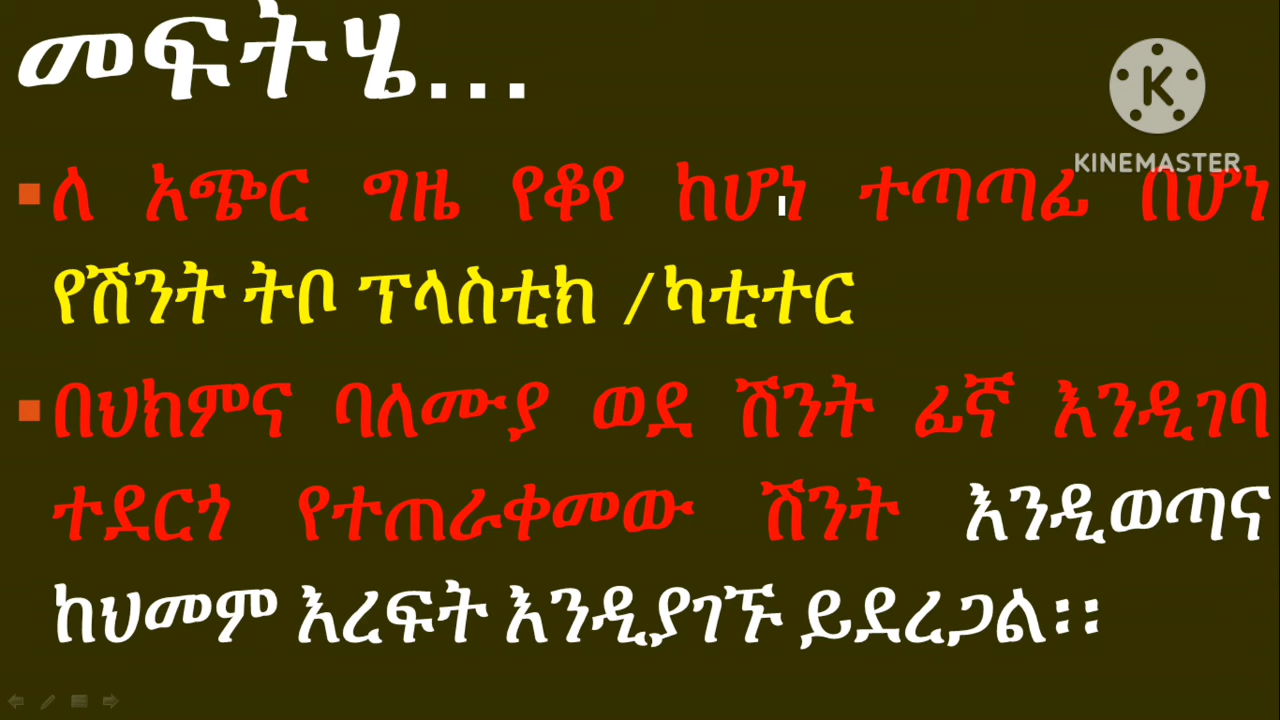 መፍትሄ...
KINEMASTER
ለ አጭር ግዜ የቆየ ከሆነ ተጣጣፊ በሆነ
የሽንት ትቦ ፕላስቲክ /ካቲተር
በህክምና ባለሙያ ወደ ሽንት ፊኛ እንዲገባ
ተደርጎ የተጠራቀመው ሽንት እንዲወጣና
ከህመም እረፍት እንዲያገኙ ይደረጋል፡፡